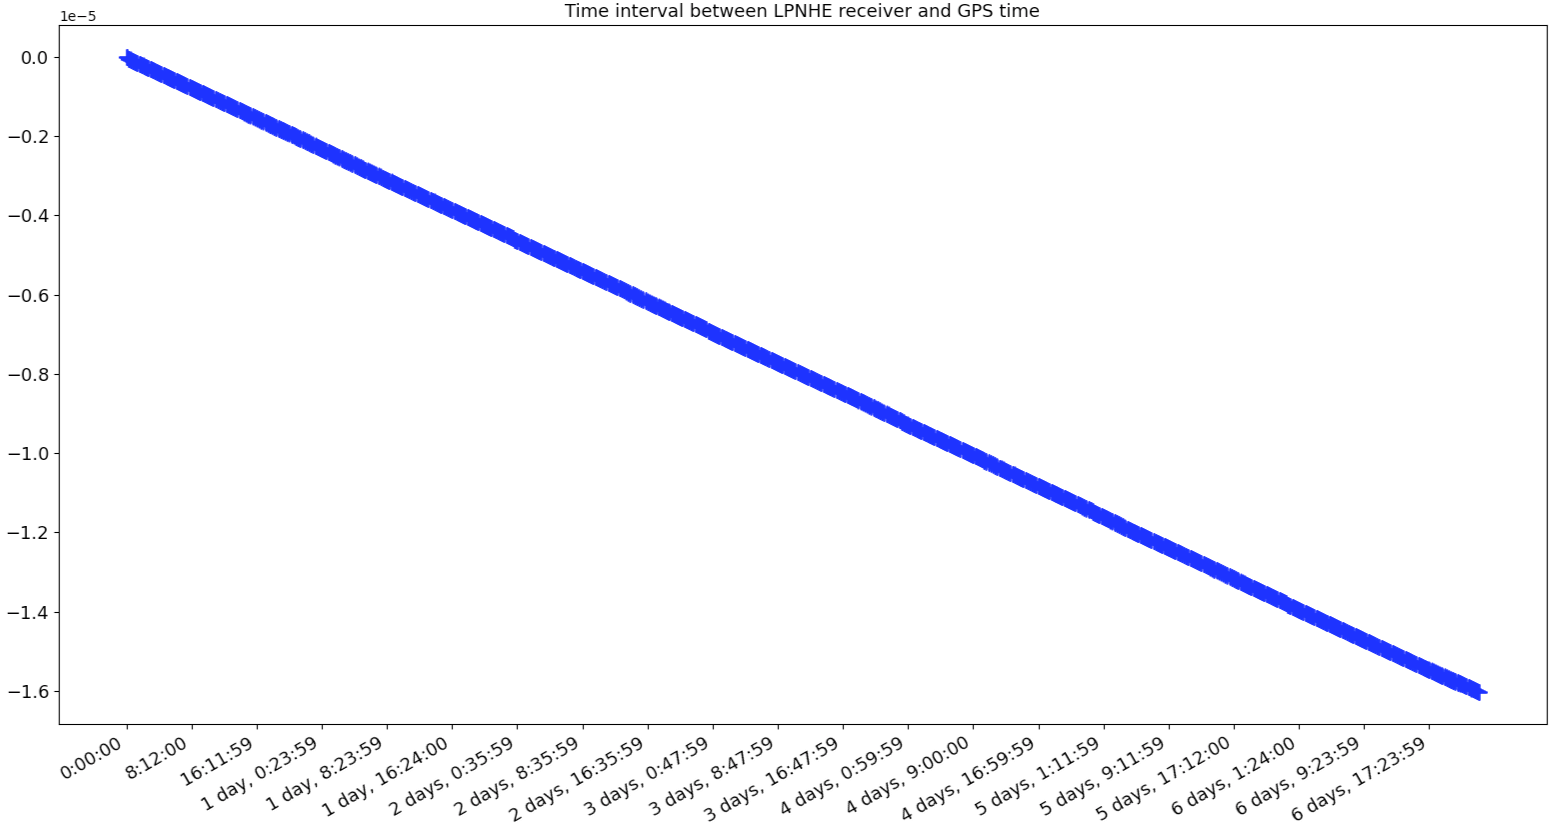 Time interval between LPNHE receiver and GPS time
1e−5
0.0
−0.2
−0.4
−0.6
−0.8
−1.0
−1.2
−1.4
−1.6
0:00:00
8:12:00
16:11:59
1 day, 0:23:59
1 day, 8:23:59
1 day, 16:24:00
2 days, 0:35:59
2 days, 8:35:59
2 days, 16:35:59
3 days, 0:47:59
3 days, 8:47:59
3 days, 16:47:59
4 days, 0:59:59
4 days, 9:00:00
4 days, 16:59:59
5 days, 1:11:59
5 days, 9:11:59
5 days, 17:12:00
6 days, 1:24:00
6 days, 9:23:59
6 days, 17:23:59